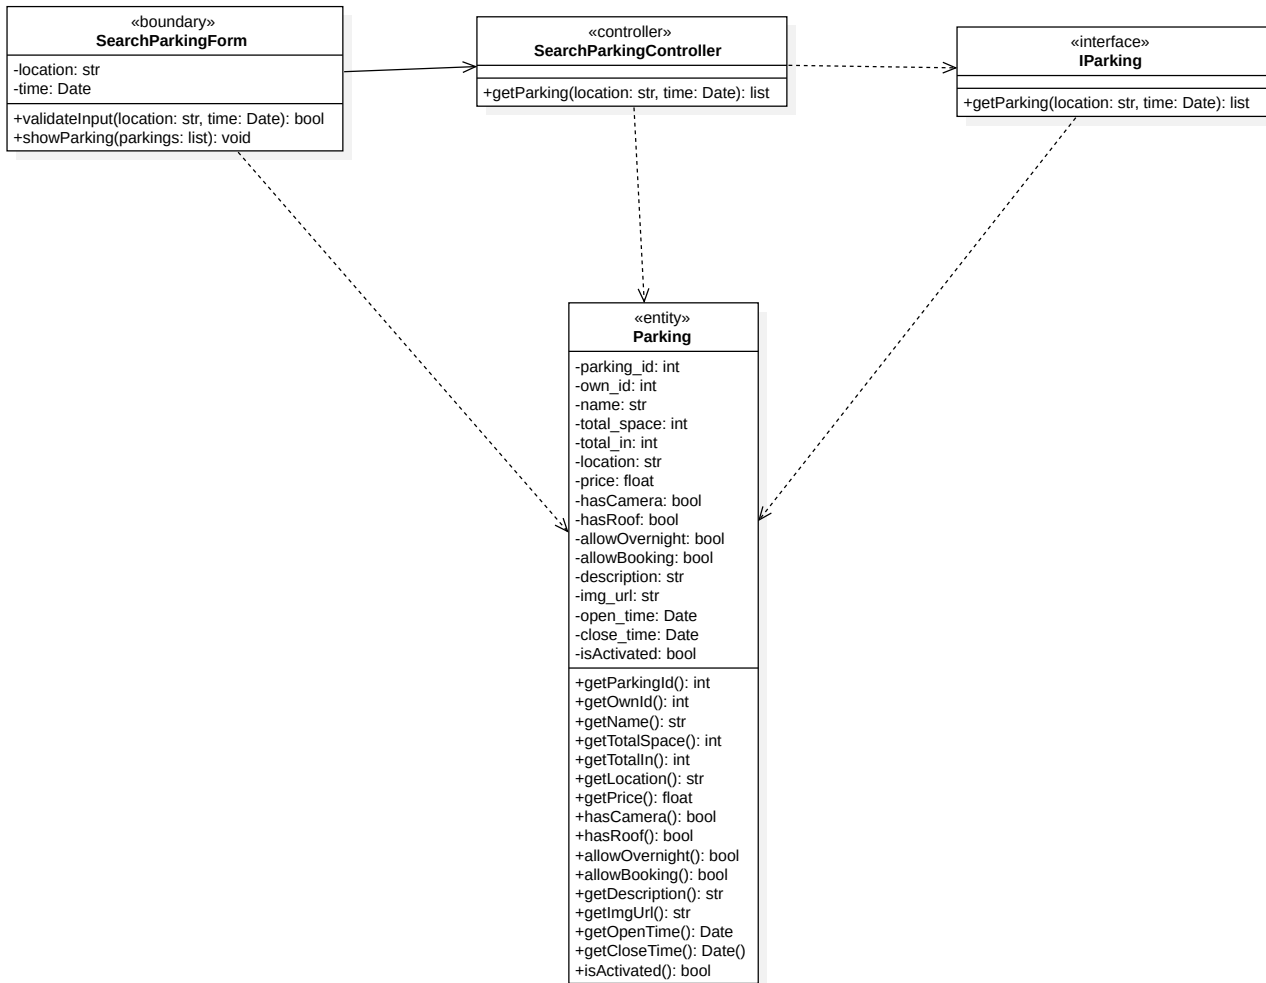 «boundary»
SearchParkingForm
-location: str
-time: Date
+validateInput(location: str, time: Date): bool
+showParking(parkings: list): void
«controller»
SearchParkingController
+getParking(location: str, time: Date): list
«interface»
IParking
+getParking(location: str, time: Date): list
«entity»
Parking
-parking_id: int
-own_id: int
-name: str
-total_space: int
-total_in: int
-location: str
-price: float
-hasCamera: bool
-hasRoof: bool
-allowOvernight: bool
-allowBooking: bool
-description: str
-img_url: str
-open_time: Date
-close_time: Date
-isActivated: bool
+getParkingId(): int
+getOwnId(): int
+getName(): str
+getTotalSpace(): int
+getTotalIn(): int
+getLocation(): str
+getPrice(): float
+hasCamera(): bool
+hasRoof(): bool
+allowOvernight(): bool
+allowBooking(): bool
+getDescription(): str
+getImgUrl(): str
+getOpenTime(): Date
+getCloseTime(): Date()
+isActivated(): bool